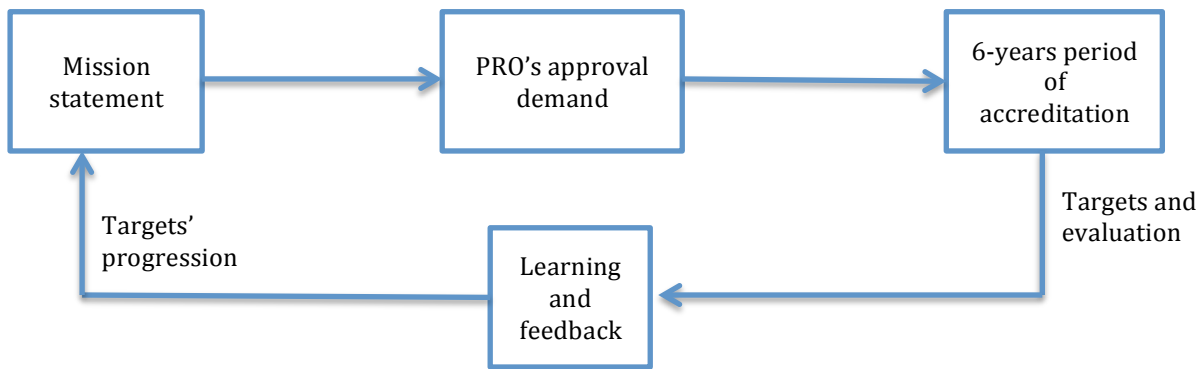 Mission
statement
PRO’s approval
demand
6-years period
of
accreditation
Targets’
progression
Targets and
evaluation
Learning
and
feedback